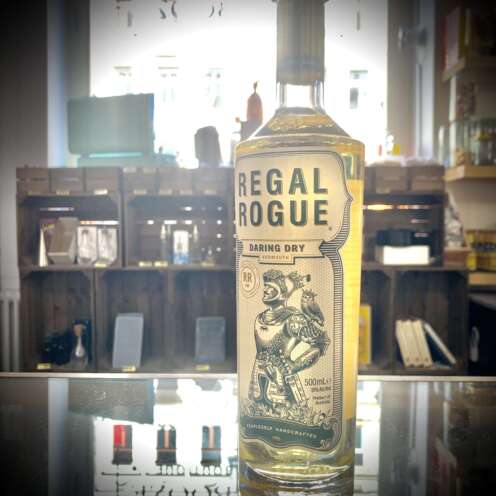 REGAL
ROGUE
DARING DRY
VERMOUTH
RR
500mL
Product of
Australia
FEARLESSLY HANDCRAFTED